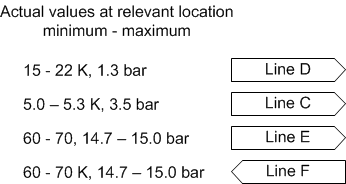 Actual values at relevant location
minimum - maximum
15 - 22 K, 1.3 bar Line D
5.0 – 5.3 K, 3.5 bar Line C
60 - 70, 14.7 – 15.0 bar Line E
60 - 70 K, 14.7 – 15.0 bar Line F